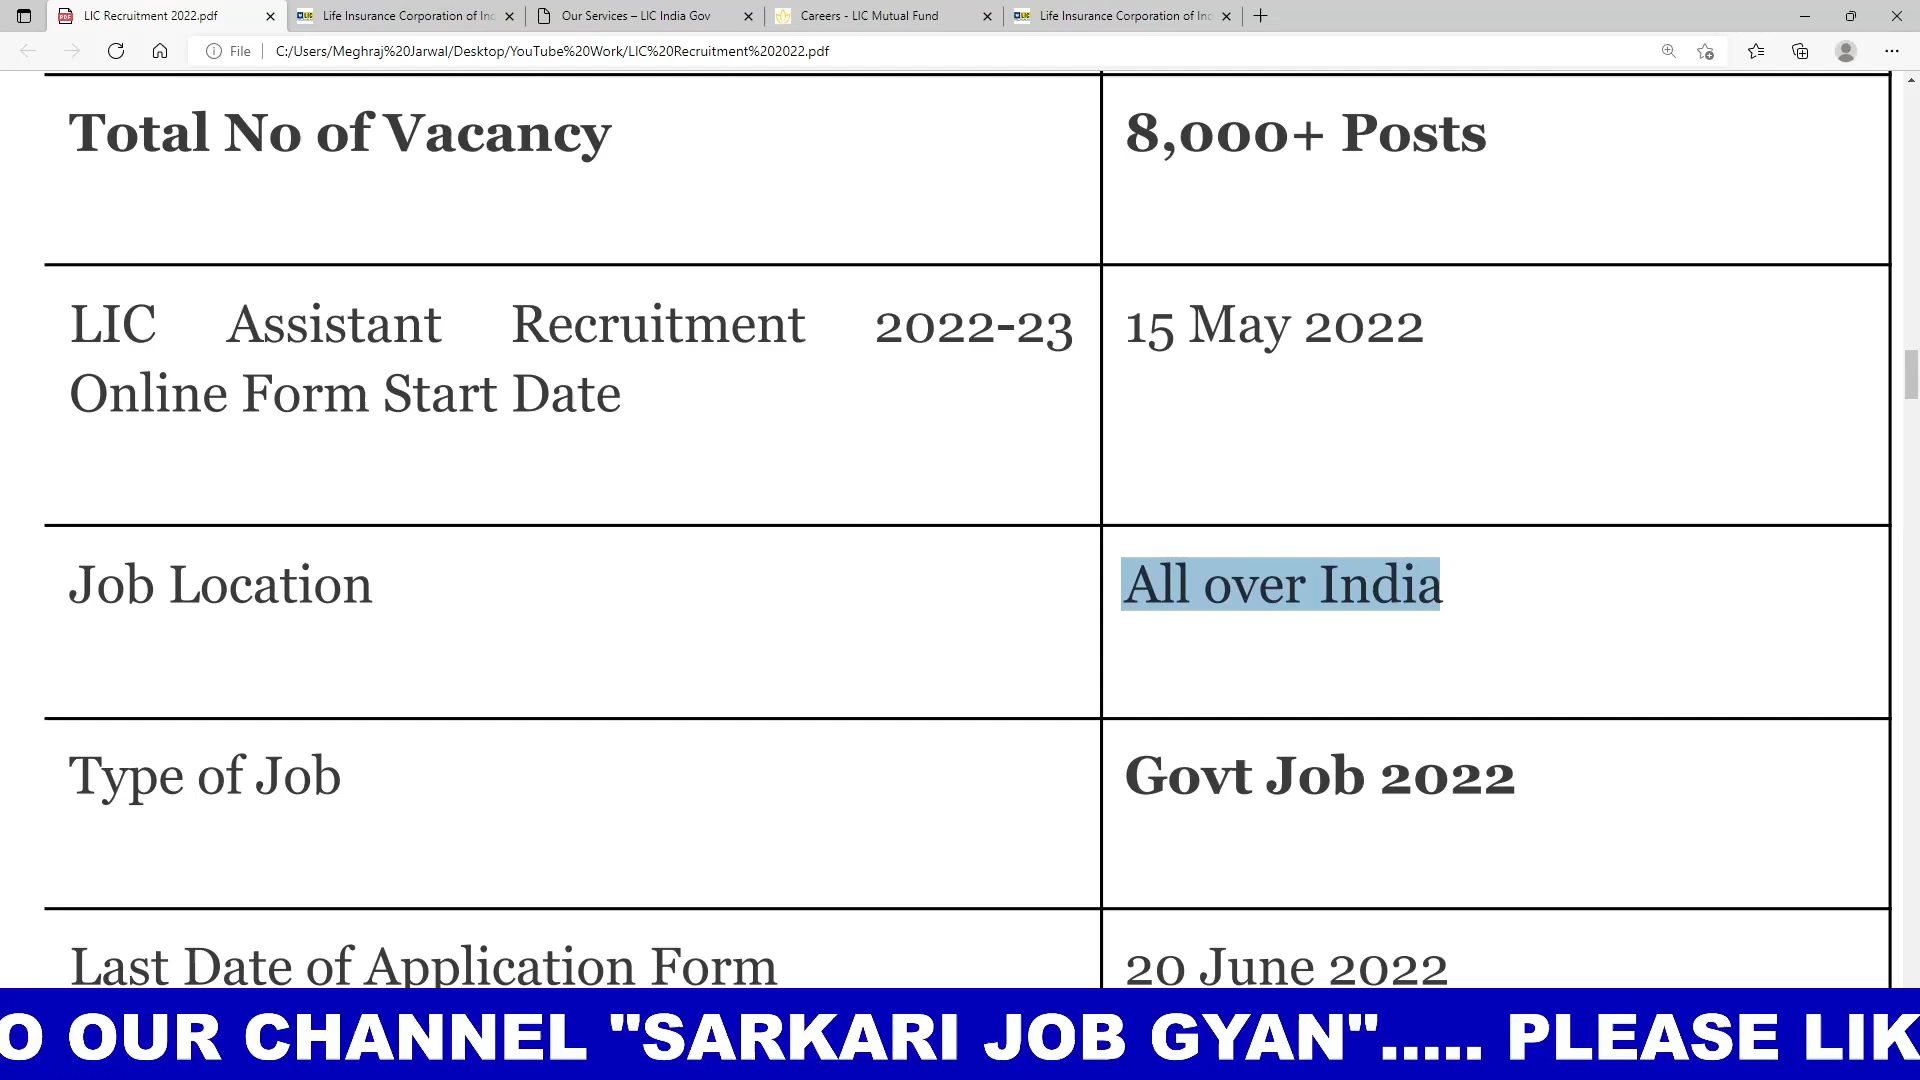 LIC Recruitment 2022.pdf
Life Insurance Corporation of Ind
Our Services – LIC India Gov
Careers - LIC Mutual Fund
Life Insurance Corporation of Ind
File
C:/Users/Meghraj%20Jarwal/Desktop/YouTube%20Work/LIC%20Recruitment%202022.pdf
Total No of Vacancy
8,000+ Posts
LIC Assistant Recruitment 2022-23
Online Form Start Date
15 May 2022
Job Location
All over India
Type of Job
Govt Job 2022
Last Date of Application Form
20 June 2022
O OUR CHANNEL "SARKARI JOB GYAN"..... PLEASE LIK